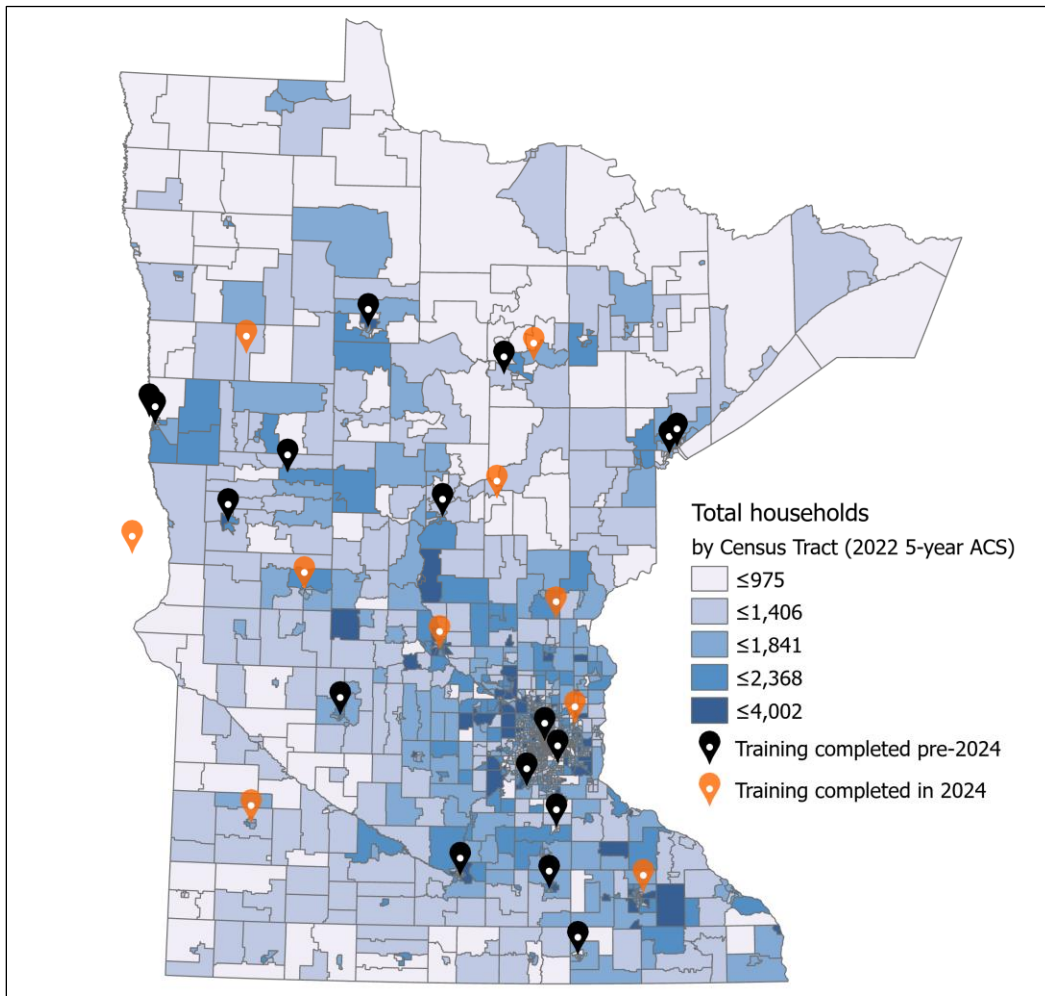 Total households
by Census Tract (2022 5-year ACS)
≤975
≤1,406
≤1,841
≤2,368
≤4,002
Training completed pre-2024
Training completed in 2024